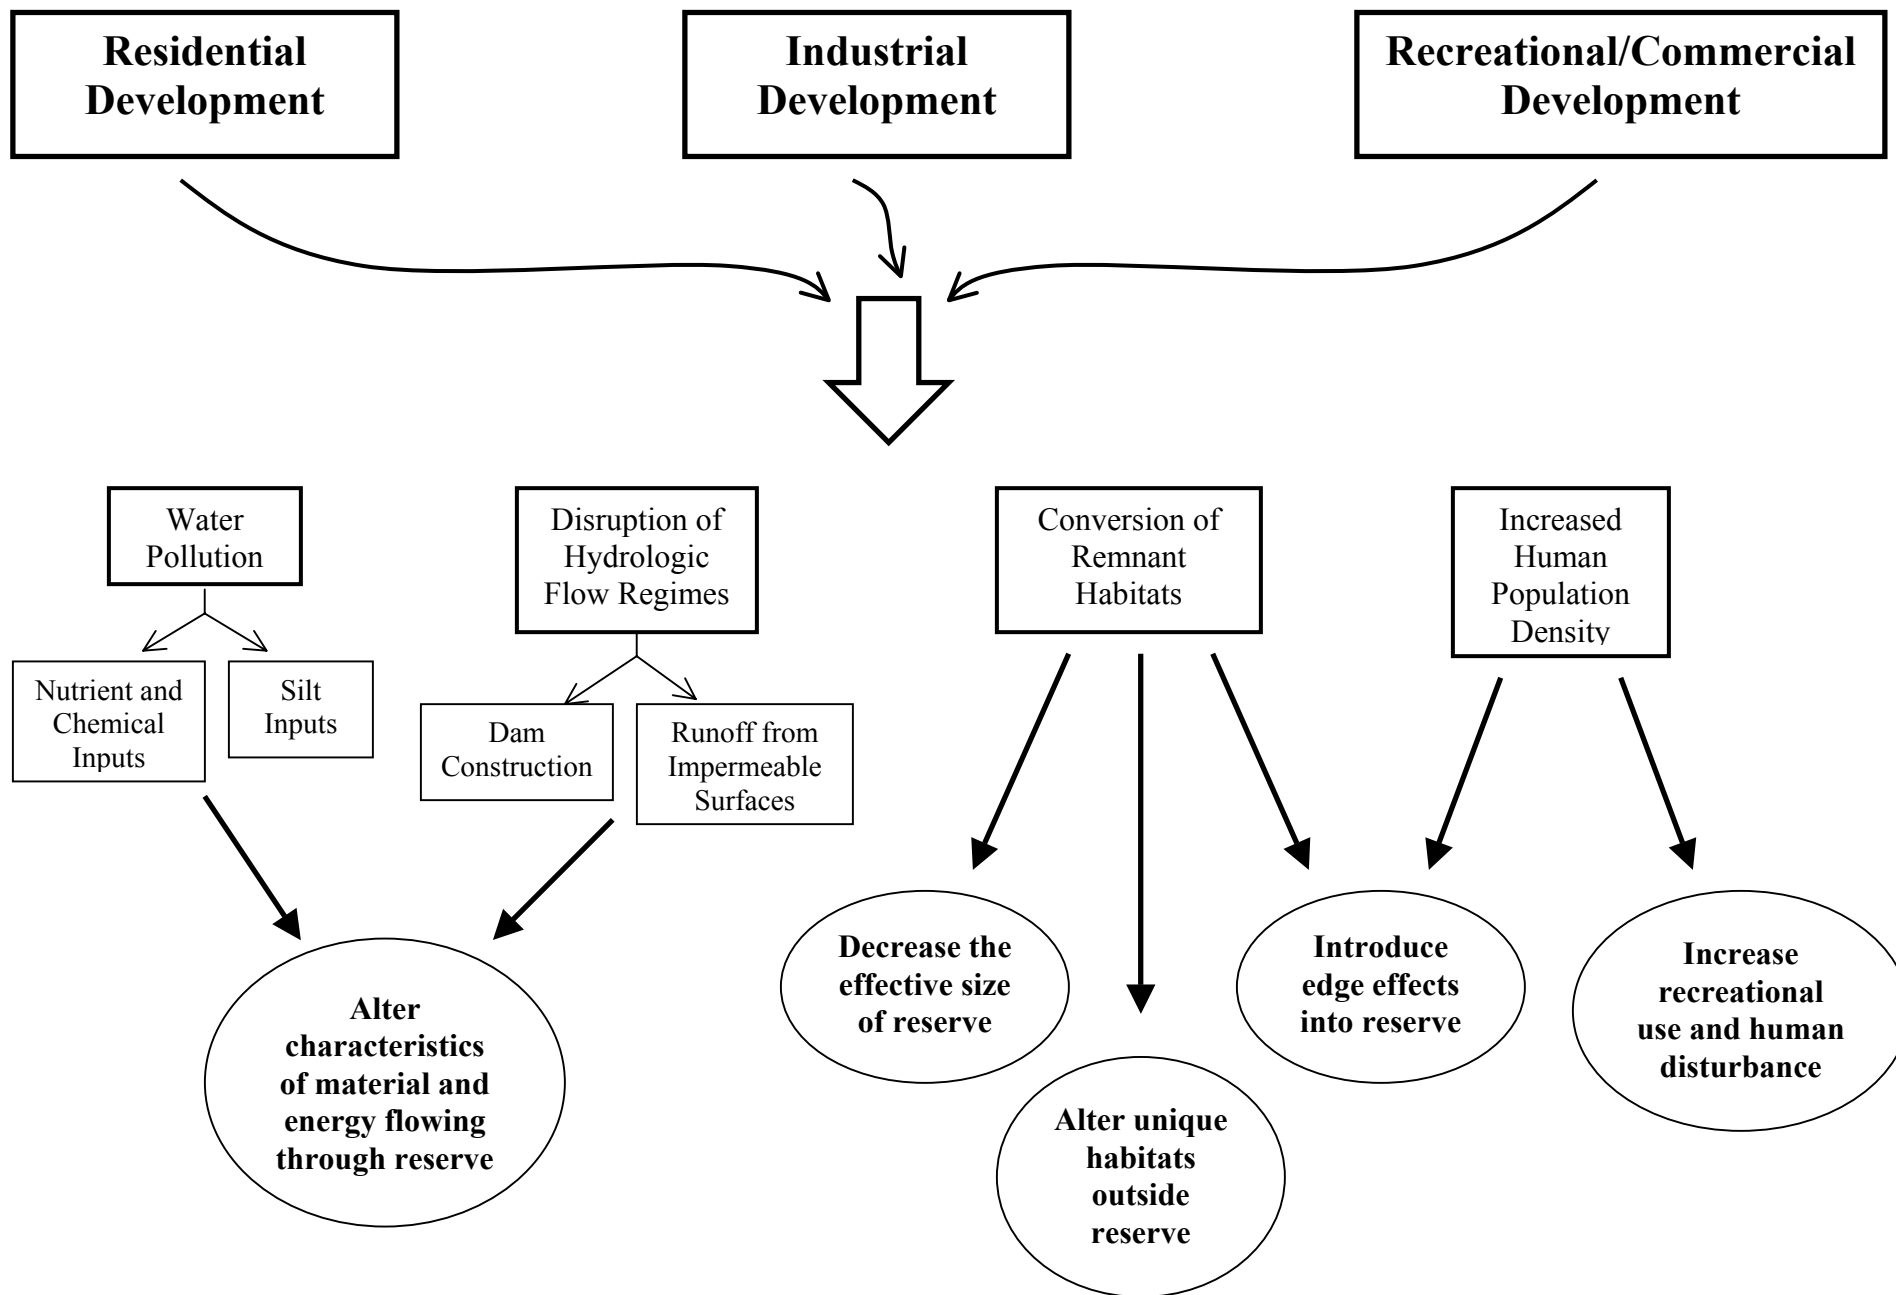 Residential
Development
Industrial
Development
Recreational/Commercial
Development
Water
Pollution
Disruption of
Hydrologic
Flow Regimes
Conversion of
Remnant
Habitats
Increased
Human
Population
Density
Nutrient and
Chemical
Inputs
Silt
Inputs
Dam
Construction
Runoff from
Impermeable
Surfaces
Alter
characteristics
of material and
energy flowing
through reserve
Decrease the
effective size
of reserve
Alter unique
habitats
outside
reserve
Introduce
edge effects
into reserve
Increase
recreational
use and human
disturbance